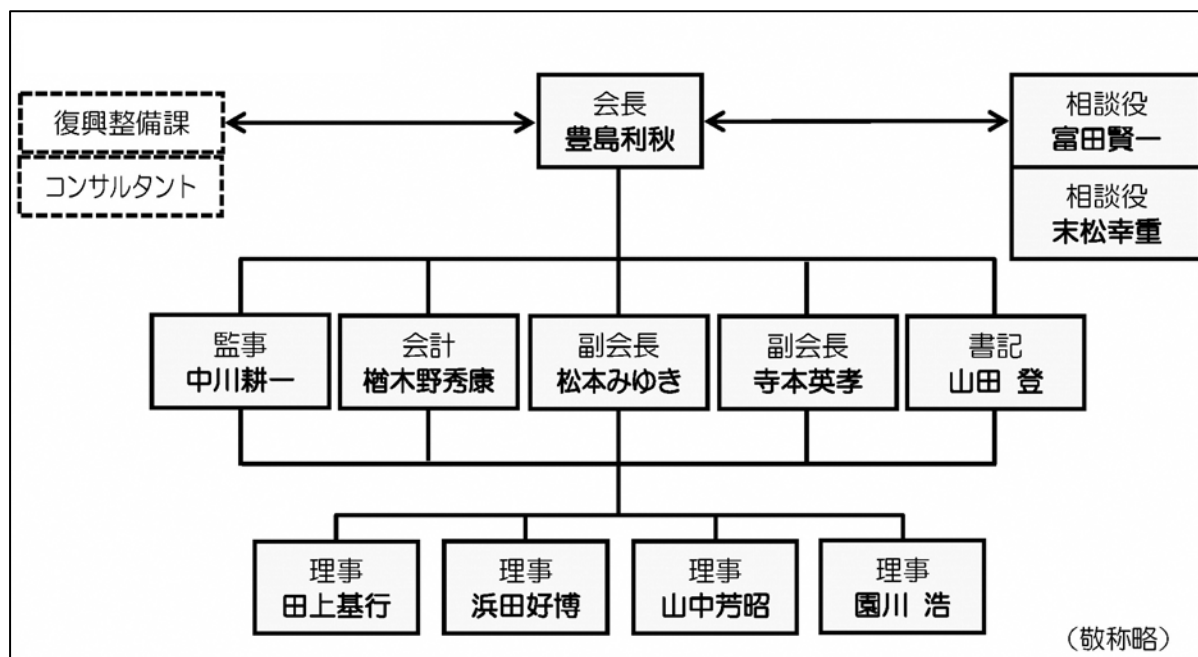 復興整備課
コンサルタント
会長
豊島利秋
相談役
富田賢一
相談役
末松幸重
監事
中川耕一
会計
楢木野秀康
副会長
松本みゆき
副会長
寺本英孝
書記
山田 登
理事
田上基行
理事
浜田好博
理事
山中芳昭
理事
園川 浩
（敬称略）